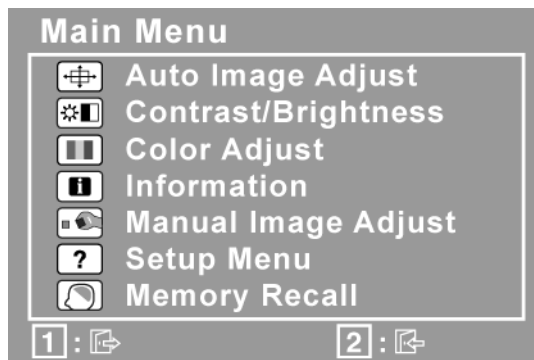 Main Menu
Auto Image Adjust
Contrast/Brightness
Color Adjust
i Information
Manual Image Adjust
? Setup Menu
Memory Recall
1 : 2 :